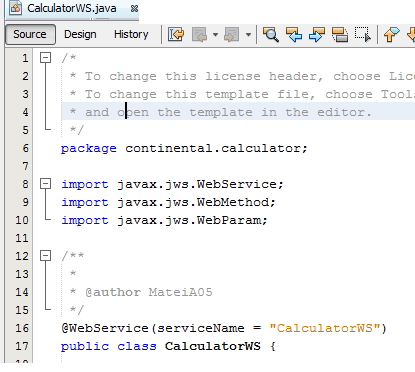 CalculatorWS.java
Source Design History
1 /*
2 * To change this license header, choose Lice
3 * To change this template file, choose Tools
4 * and open the template in the editor.
5 */
6 package continental.calculator;
7
8 import javax.jws.WebService;
9 import javax.jws.WebMethod;
10 import javax.jws.WebParam;
11
12 /**
13 *
14 * @author MateiA05
15 */
16 @WebService(serviceName = "CalculatorWS")
17 public class CalculatorWS {